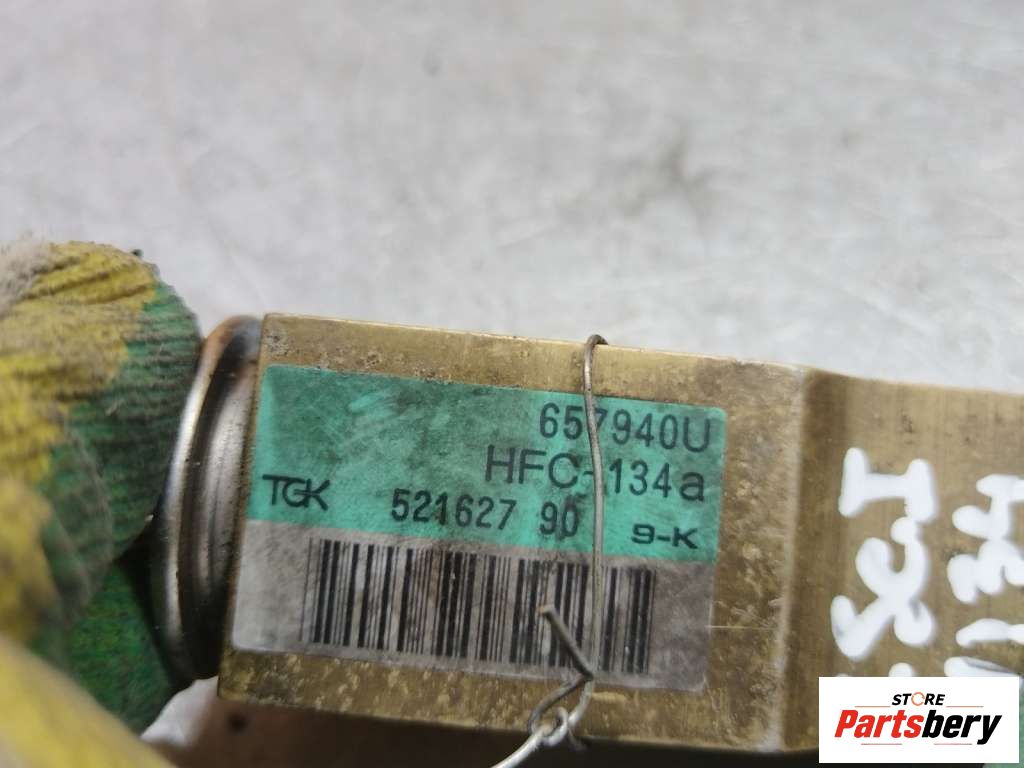 657940U
HFC-134a
TGK 521627 90 9-K
STORE
Partsbery